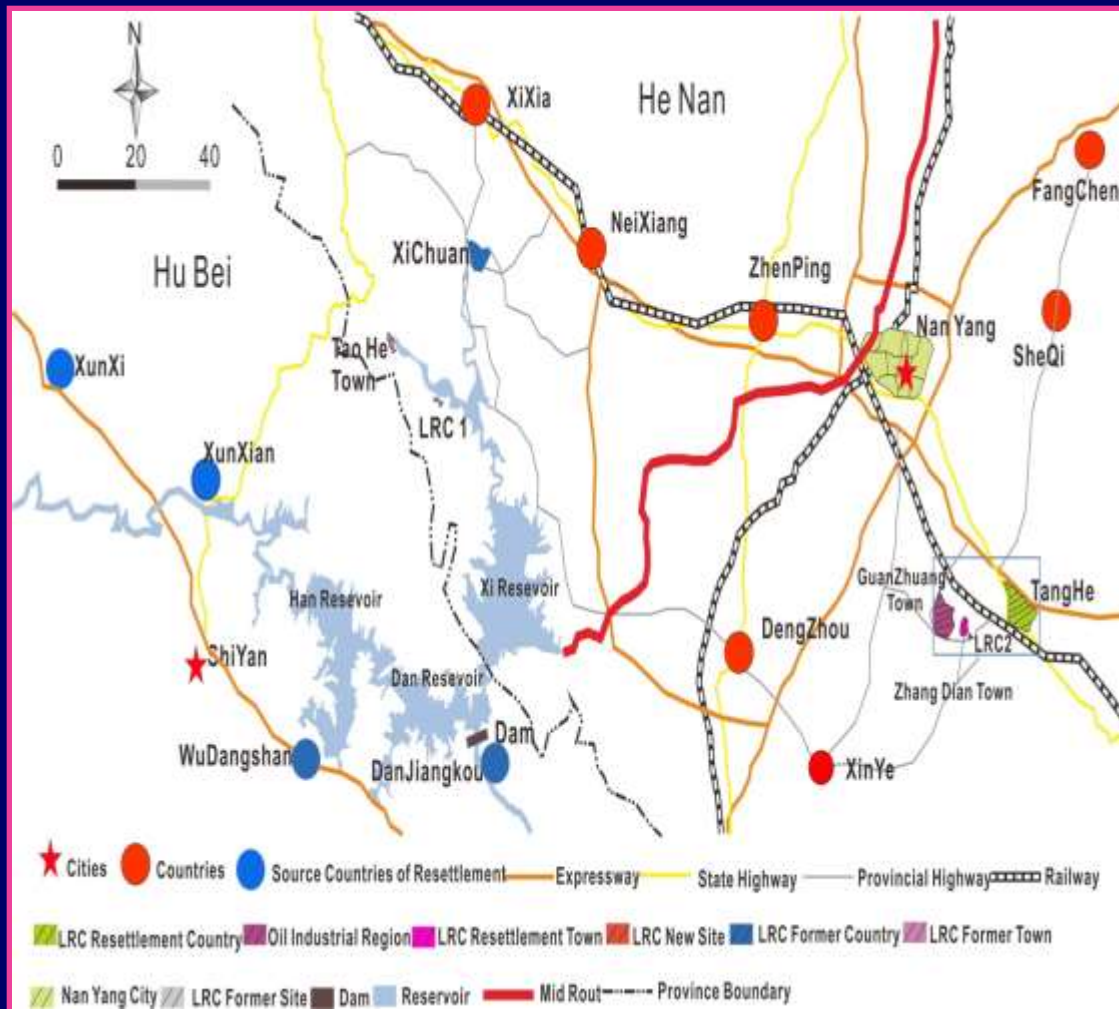 N
He Nan
XiXia
0 20 40
FangChen
NeiXiang
XiChuan
ZhenPing
Hu Bei
Nan Yang
SheQi
Tao He
Town
XunXi
LRC 1
XunXian
GuanZhuang
Town
TangHe
Xi Resevoir
Han Resevoir
DengZhou
LRC2
ShiYan
Dan Resevoir
Zhang Dian Town
Dam
WuDangshan
DanJiangkou
XinYe
Cities Countries Source Countries of Resettlement Expressway State Highway Provincial Highway Railway
LRC Resettlement Country Oil Industrial Region LRC Resettlement Town LRC New Site LRC Former Country LRC Former Town
Nan Yang City LRC Former Site Dam Reservoir Mid Rout Province Boundary